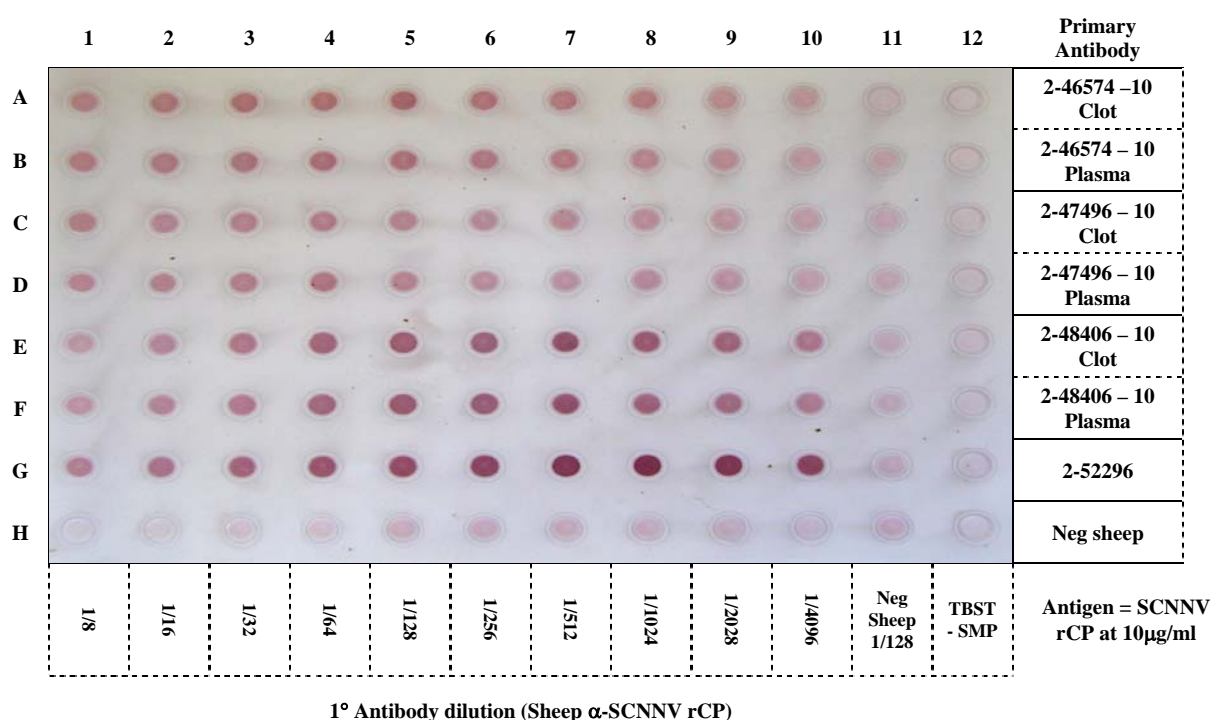 1 2 3 4 5 6 7 8 9 10 11 12
Primary
Antibody
A
2-46574 –10
Clot
B
2-46574 – 10
Plasma
C
2-47496 – 10
Clot
D
2-47496 – 10
Plasma
E
2-48406 – 10
Clot
F
2-48406 – 10
Plasma
G
2-52296
H
Neg sheep
1/8
1/16
1/32
1/64
1/128
1/256
1/512
1/1024
1/2028
1/4096
Neg
Sheep
1/128
TBST
- SMP
Antigen = SCNNV
rCP at 10μg/ml
1° Antibody dilution (Sheep α-SCNNV rCP)